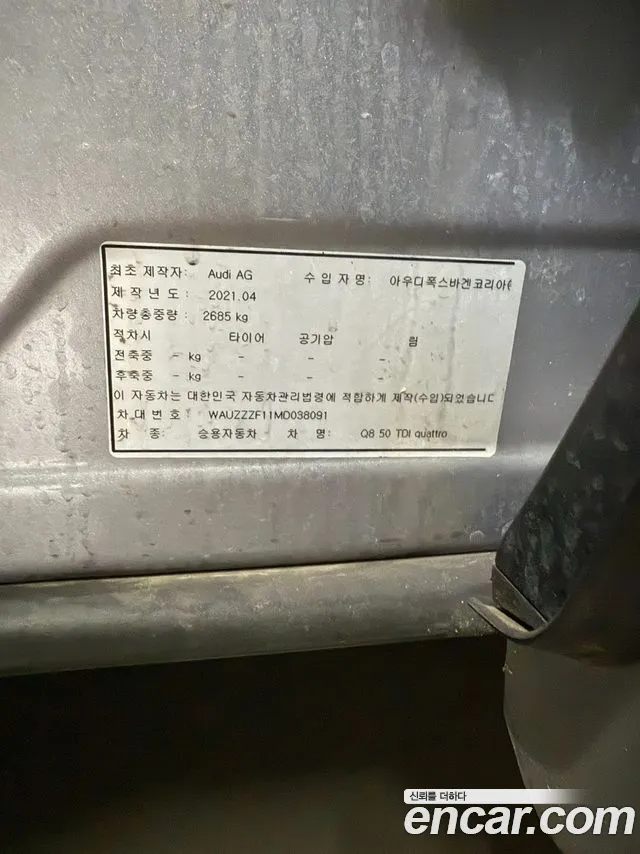 최초 제작자: Audi AG 수 입 자 명: 아우디폭스바겐코리아(
제 작 년 도 : 2021.04
차량총중량 : 2685 kg
적차시 타이어 공기압 림
전축중 - kg - - -
후축중 - kg - - -
이 자동차는 대한민국 자동차관리법령에 적합하게 제작(수입)되었습니다
차 대 번 호 : WAUZZZF11MD038091
차 종: 승용자동차 차 명: Q8 50 TDI quattro
신뢰를 더하다
encar.com